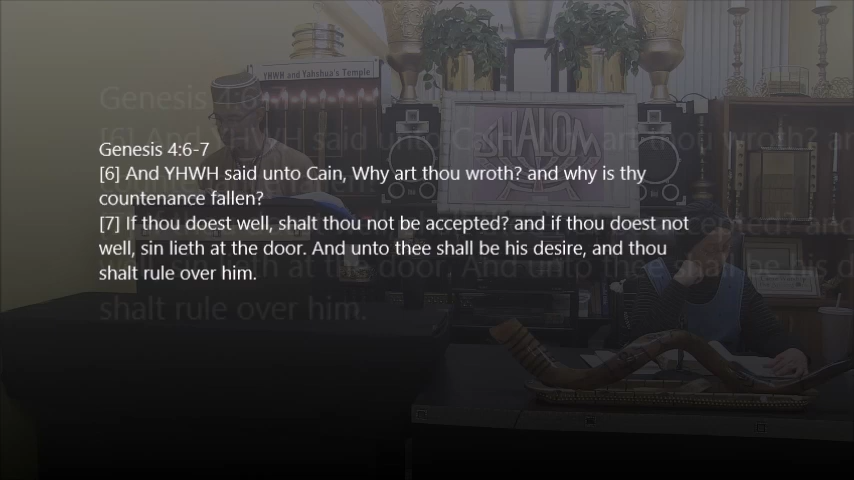 YHWH and Yahshua's Temple
SHALOM
Genesis 4:6-7
[6] And YHWH said unto Cain, Why art thou wroth? and why is thy
countenance fallen?
[7] If thou doest well, shalt thou not be accepted? and if thou doest not
well, sin lieth at the door. And unto thee shall be his desire, and thou
shalt rule over him.